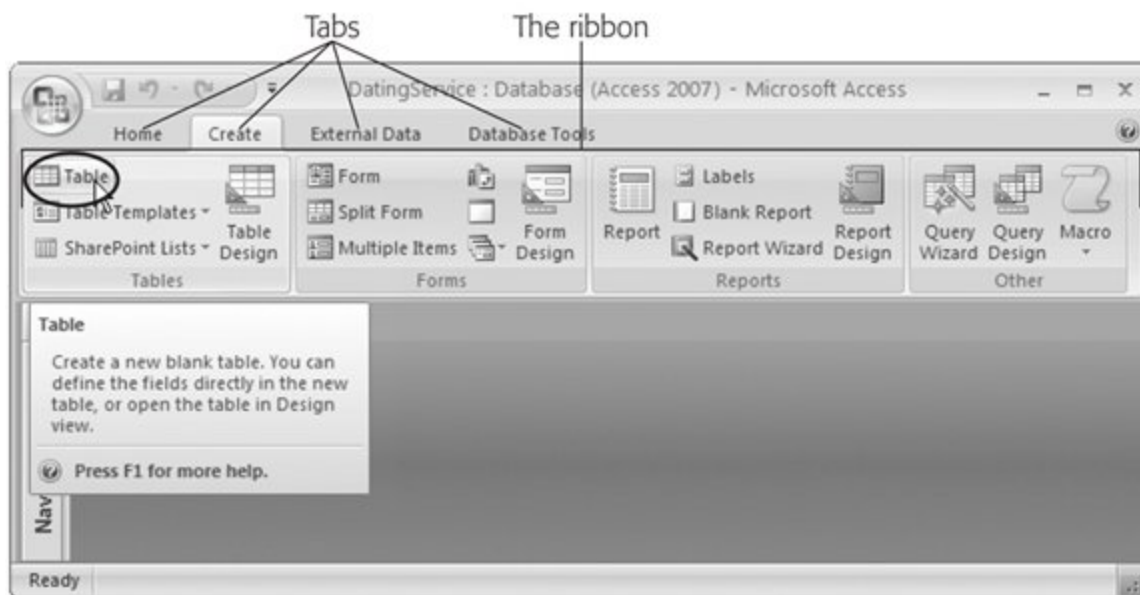 Tabs The ribbon
DatingService : Database (Access 2007) - Microsoft Access
Home Create External Data Database Tools
Table
Table Templates
SharePoint Lists
Table
Design
Tables
Form
Split Form
Multiple Items
Form
Design
Forms
Report
Labels
Blank Report
Report Wizard
Report
Design
Reports
Query
Wizard
Query
Design
Macro
Other
Table
Create a new blank table. You can
define the fields directly in the new
table, or open the table in Design
view.
Press F1 for more help.
Nav
Ready